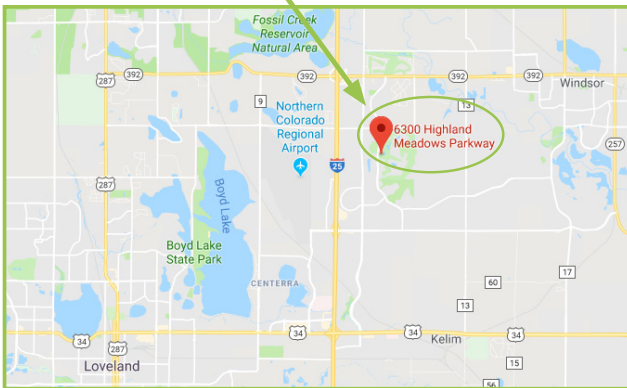 Fossil Creek
Reservoir
Natural Area
392
287
392
392
392
392
Windsor
9
13
Northern
Colorado
Regional
Airport
6300 Highland
Meadows Parkway
257
25
287
Boyd Lake
Boyd Lake
State Park
17
CENTERRA
60
13
34
34
34
34
Kelim
287
15
Loveland
56